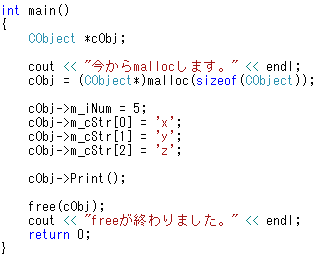 int main()
{
    CObject *cObj;

    cout << "今からmallocします。" << endl;
    cObj = (CObject*)malloc(sizeof(CObject));

    cObj->m_iNum = 5;
    cObj->m_cStr[0] = 'x';
    cObj->m_cStr[1] = 'y';
    cObj->m_cStr[2] = 'z';

    cObj->Print();

    free(cObj);
    cout << "freeが終わりました。" << endl;
    return 0;
}